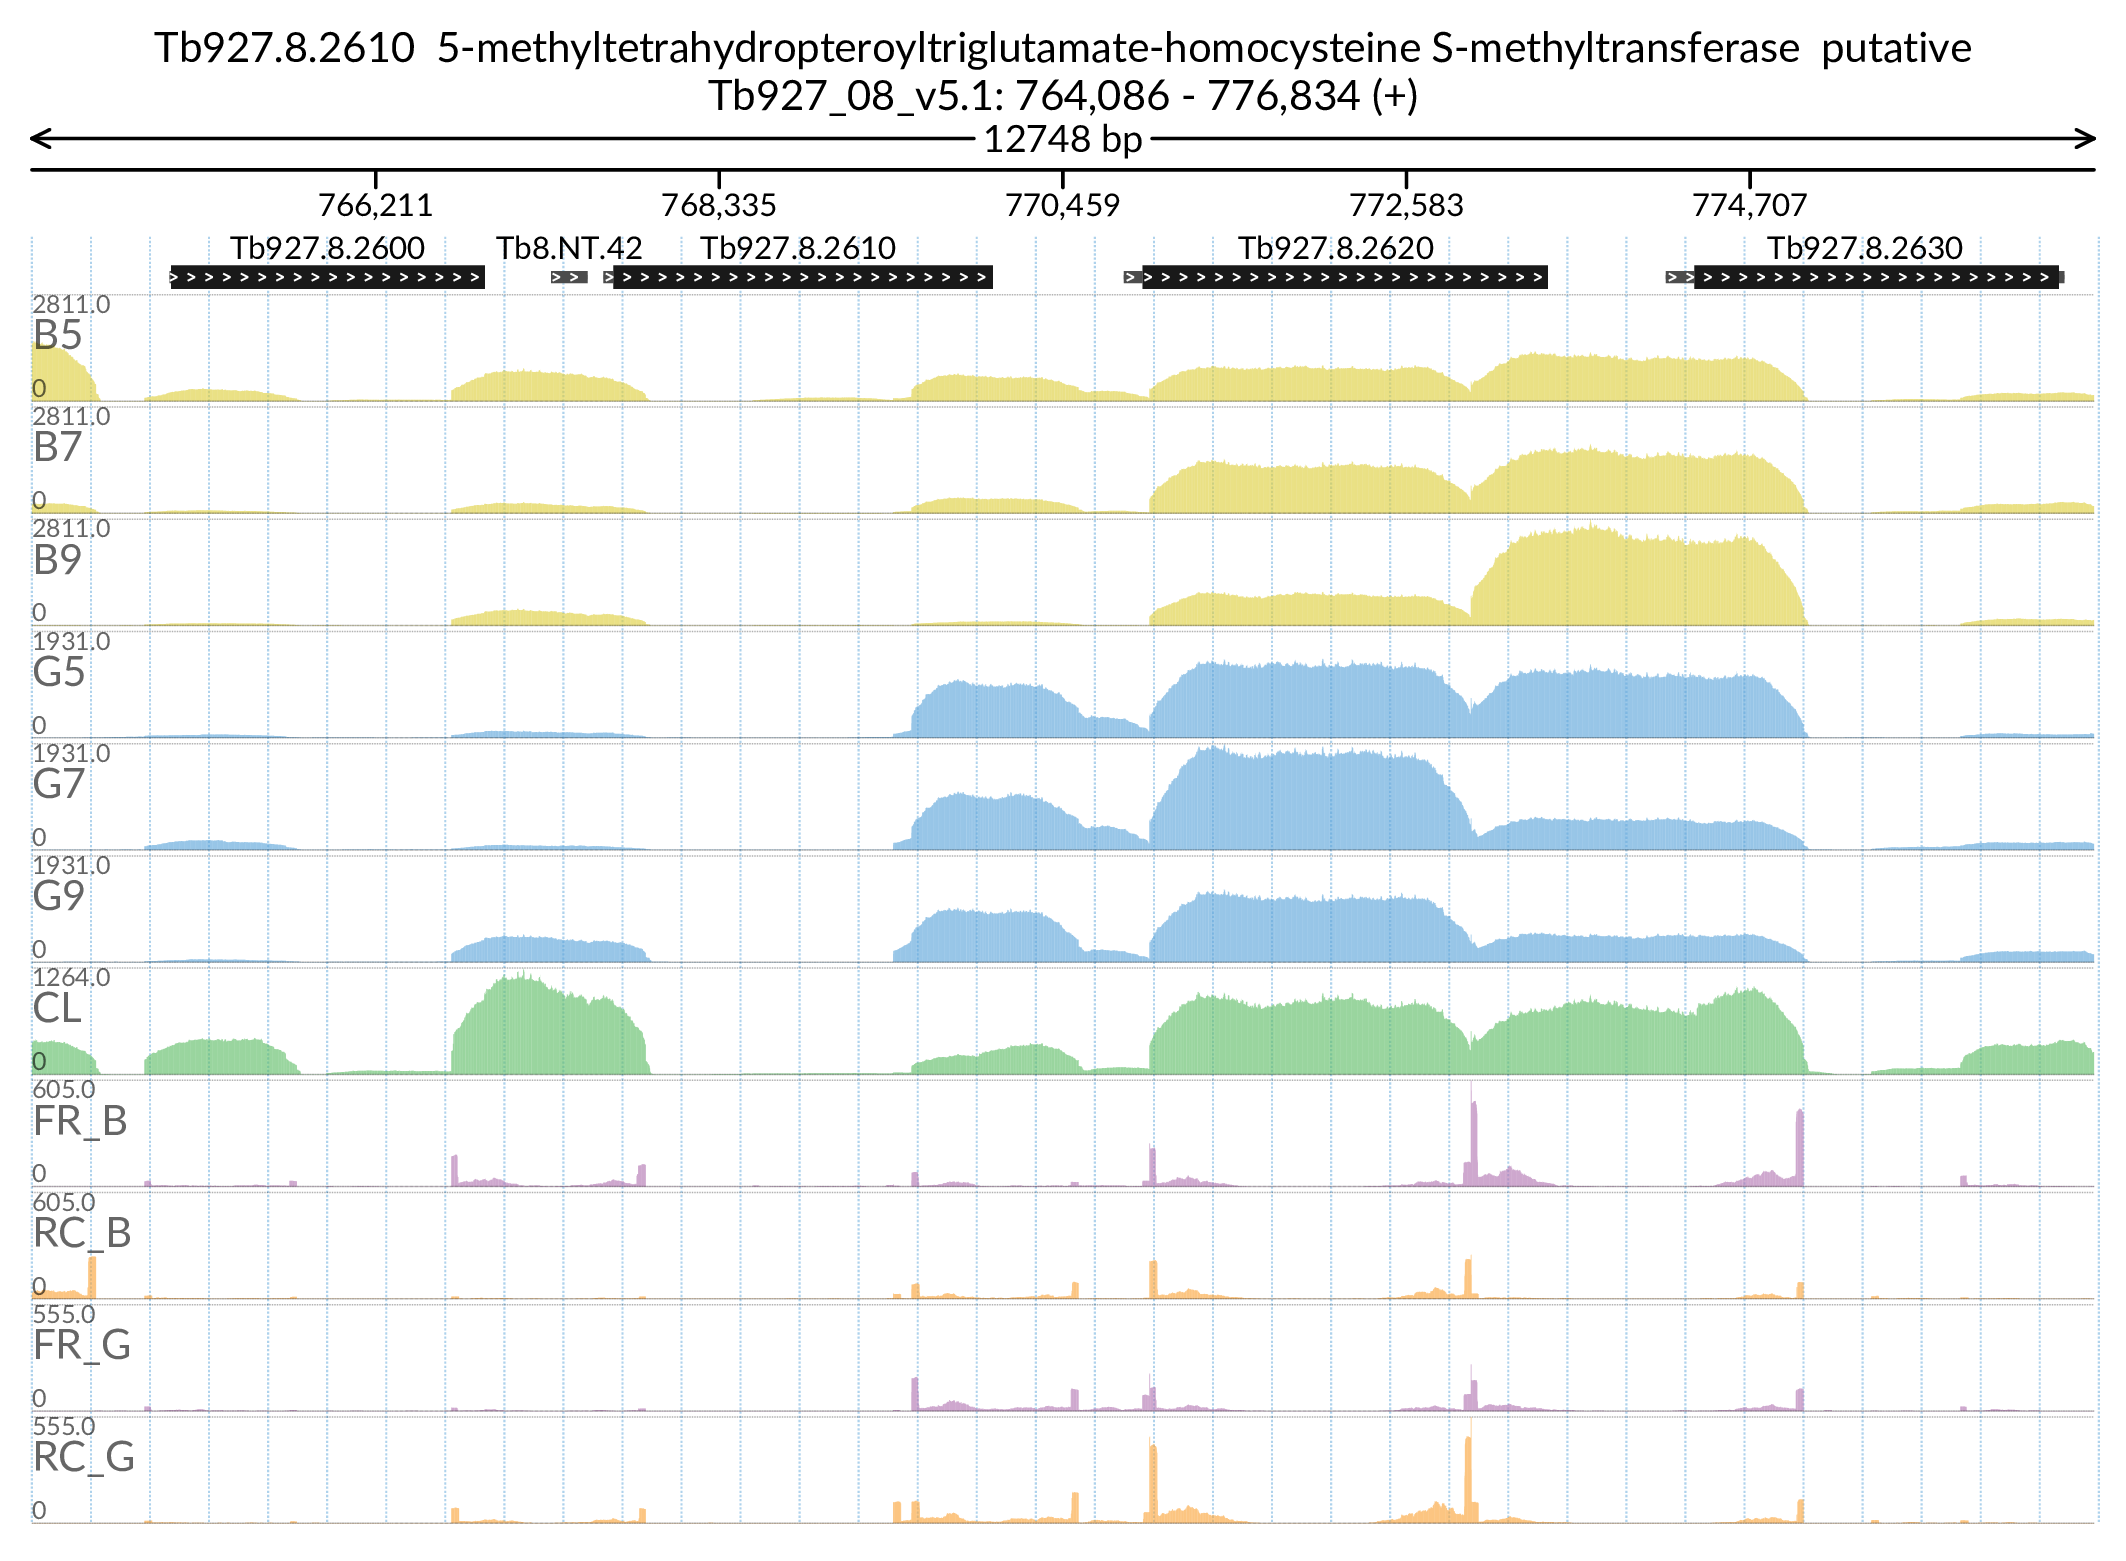 Tb927.8.2610 5-methyltetrahydropteroyltriglutamate-homocysteine S-methyltransferase putative
Tb927_08_v5.1: 764,086 - 776,834 (+)
12748 bp
766,211 768,335 770,459 772,583 774,707
Tb927.8.2600 Tb8.NT.42 Tb927.8.2610 Tb927.8.2620 Tb927.8.2630
2811.0
B5
0
2811.0
B7
0
2811.0
B9
0
1931.0
G5
0
1931.0
G7
0
1931.0
G9
0
1264.0
CL
0
605.0
FR_B
0
605.0
RC_B
0
555.0
FR_G
0
555.0
RC_G
0